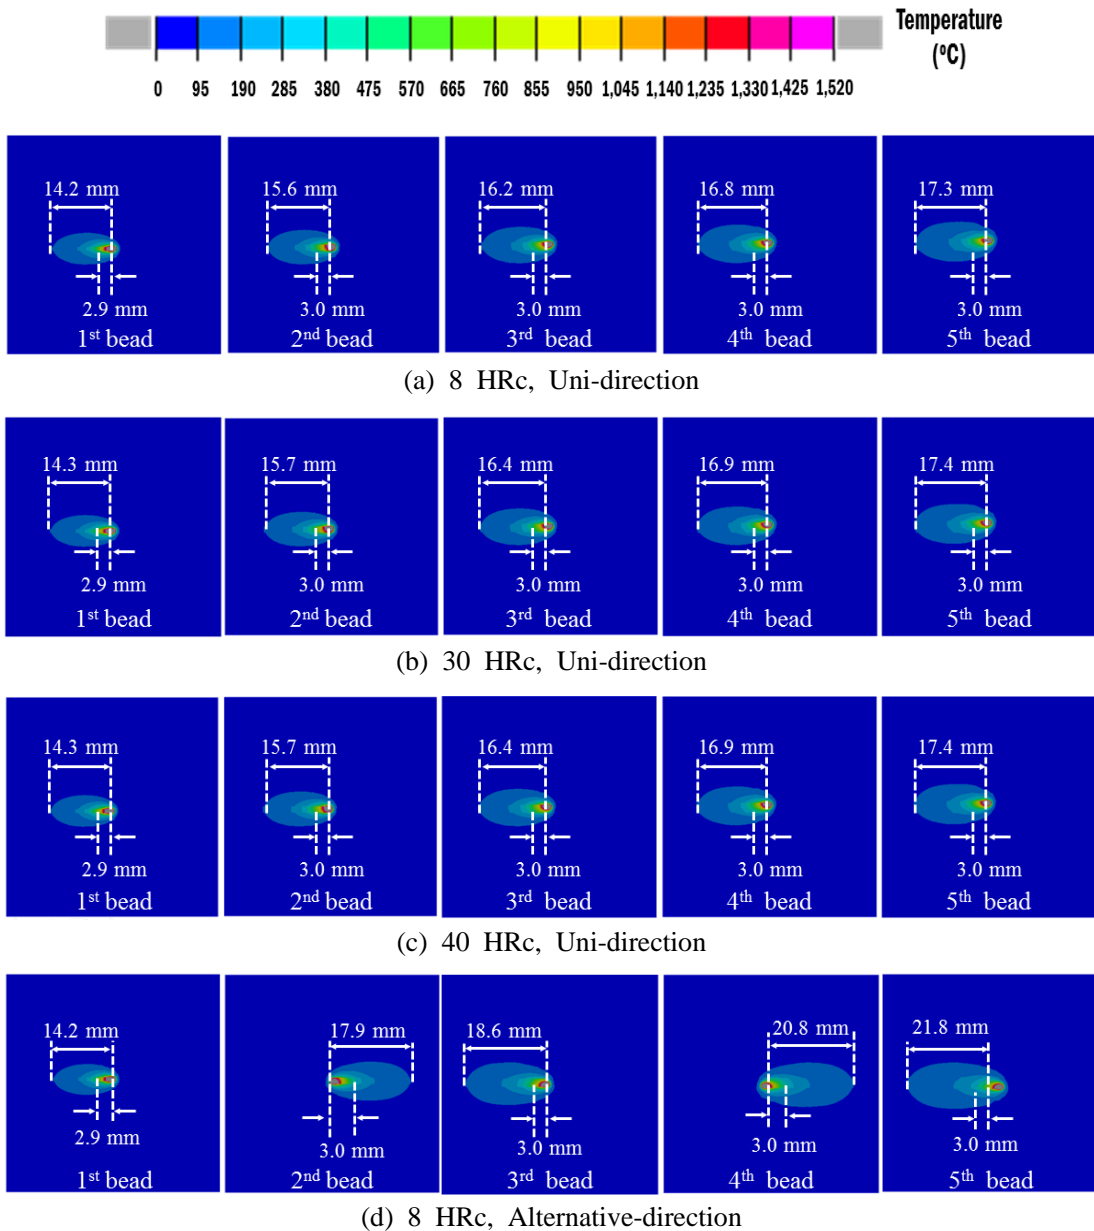 Temperature
(ºC)
0 95 190 285 380 475 570 665 760 855 950 1,045 1,140 1,235 1,330 1,425 1,520
14.2 mm 15.6 mm 16.2 mm 16.8 mm 17.3 mm
2.9 mm 3.0 mm 3.0 mm 3.0 mm 3.0 mm
1st bead 2nd bead 3rd bead 4th bead 5th bead
(a) 8 HRc, Uni-direction
14.3 mm 15.7 mm 16.4 mm 16.9 mm 17.4 mm
2.9 mm 3.0 mm 3.0 mm 3.0 mm 3.0 mm
1st bead 2nd bead 3rd bead 4th bead 5th bead
(b) 30 HRc, Uni-direction
14.3 mm 15.7 mm 16.4 mm 16.9 mm 17.4 mm
2.9 mm 3.0 mm 3.0 mm 3.0 mm 3.0 mm
1st bead 2nd bead 3rd bead 4th bead 5th bead
(c) 40 HRc, Uni-direction
14.2 mm 17.9 mm 18.6 mm 20.8 mm 21.8 mm
2.9 mm 3.0 mm 3.0 mm 3.0 mm 3.0 mm
1st bead 2nd bead 3rd bead 4th bead 5th bead
(d) 8 HRc, Alternative-direction